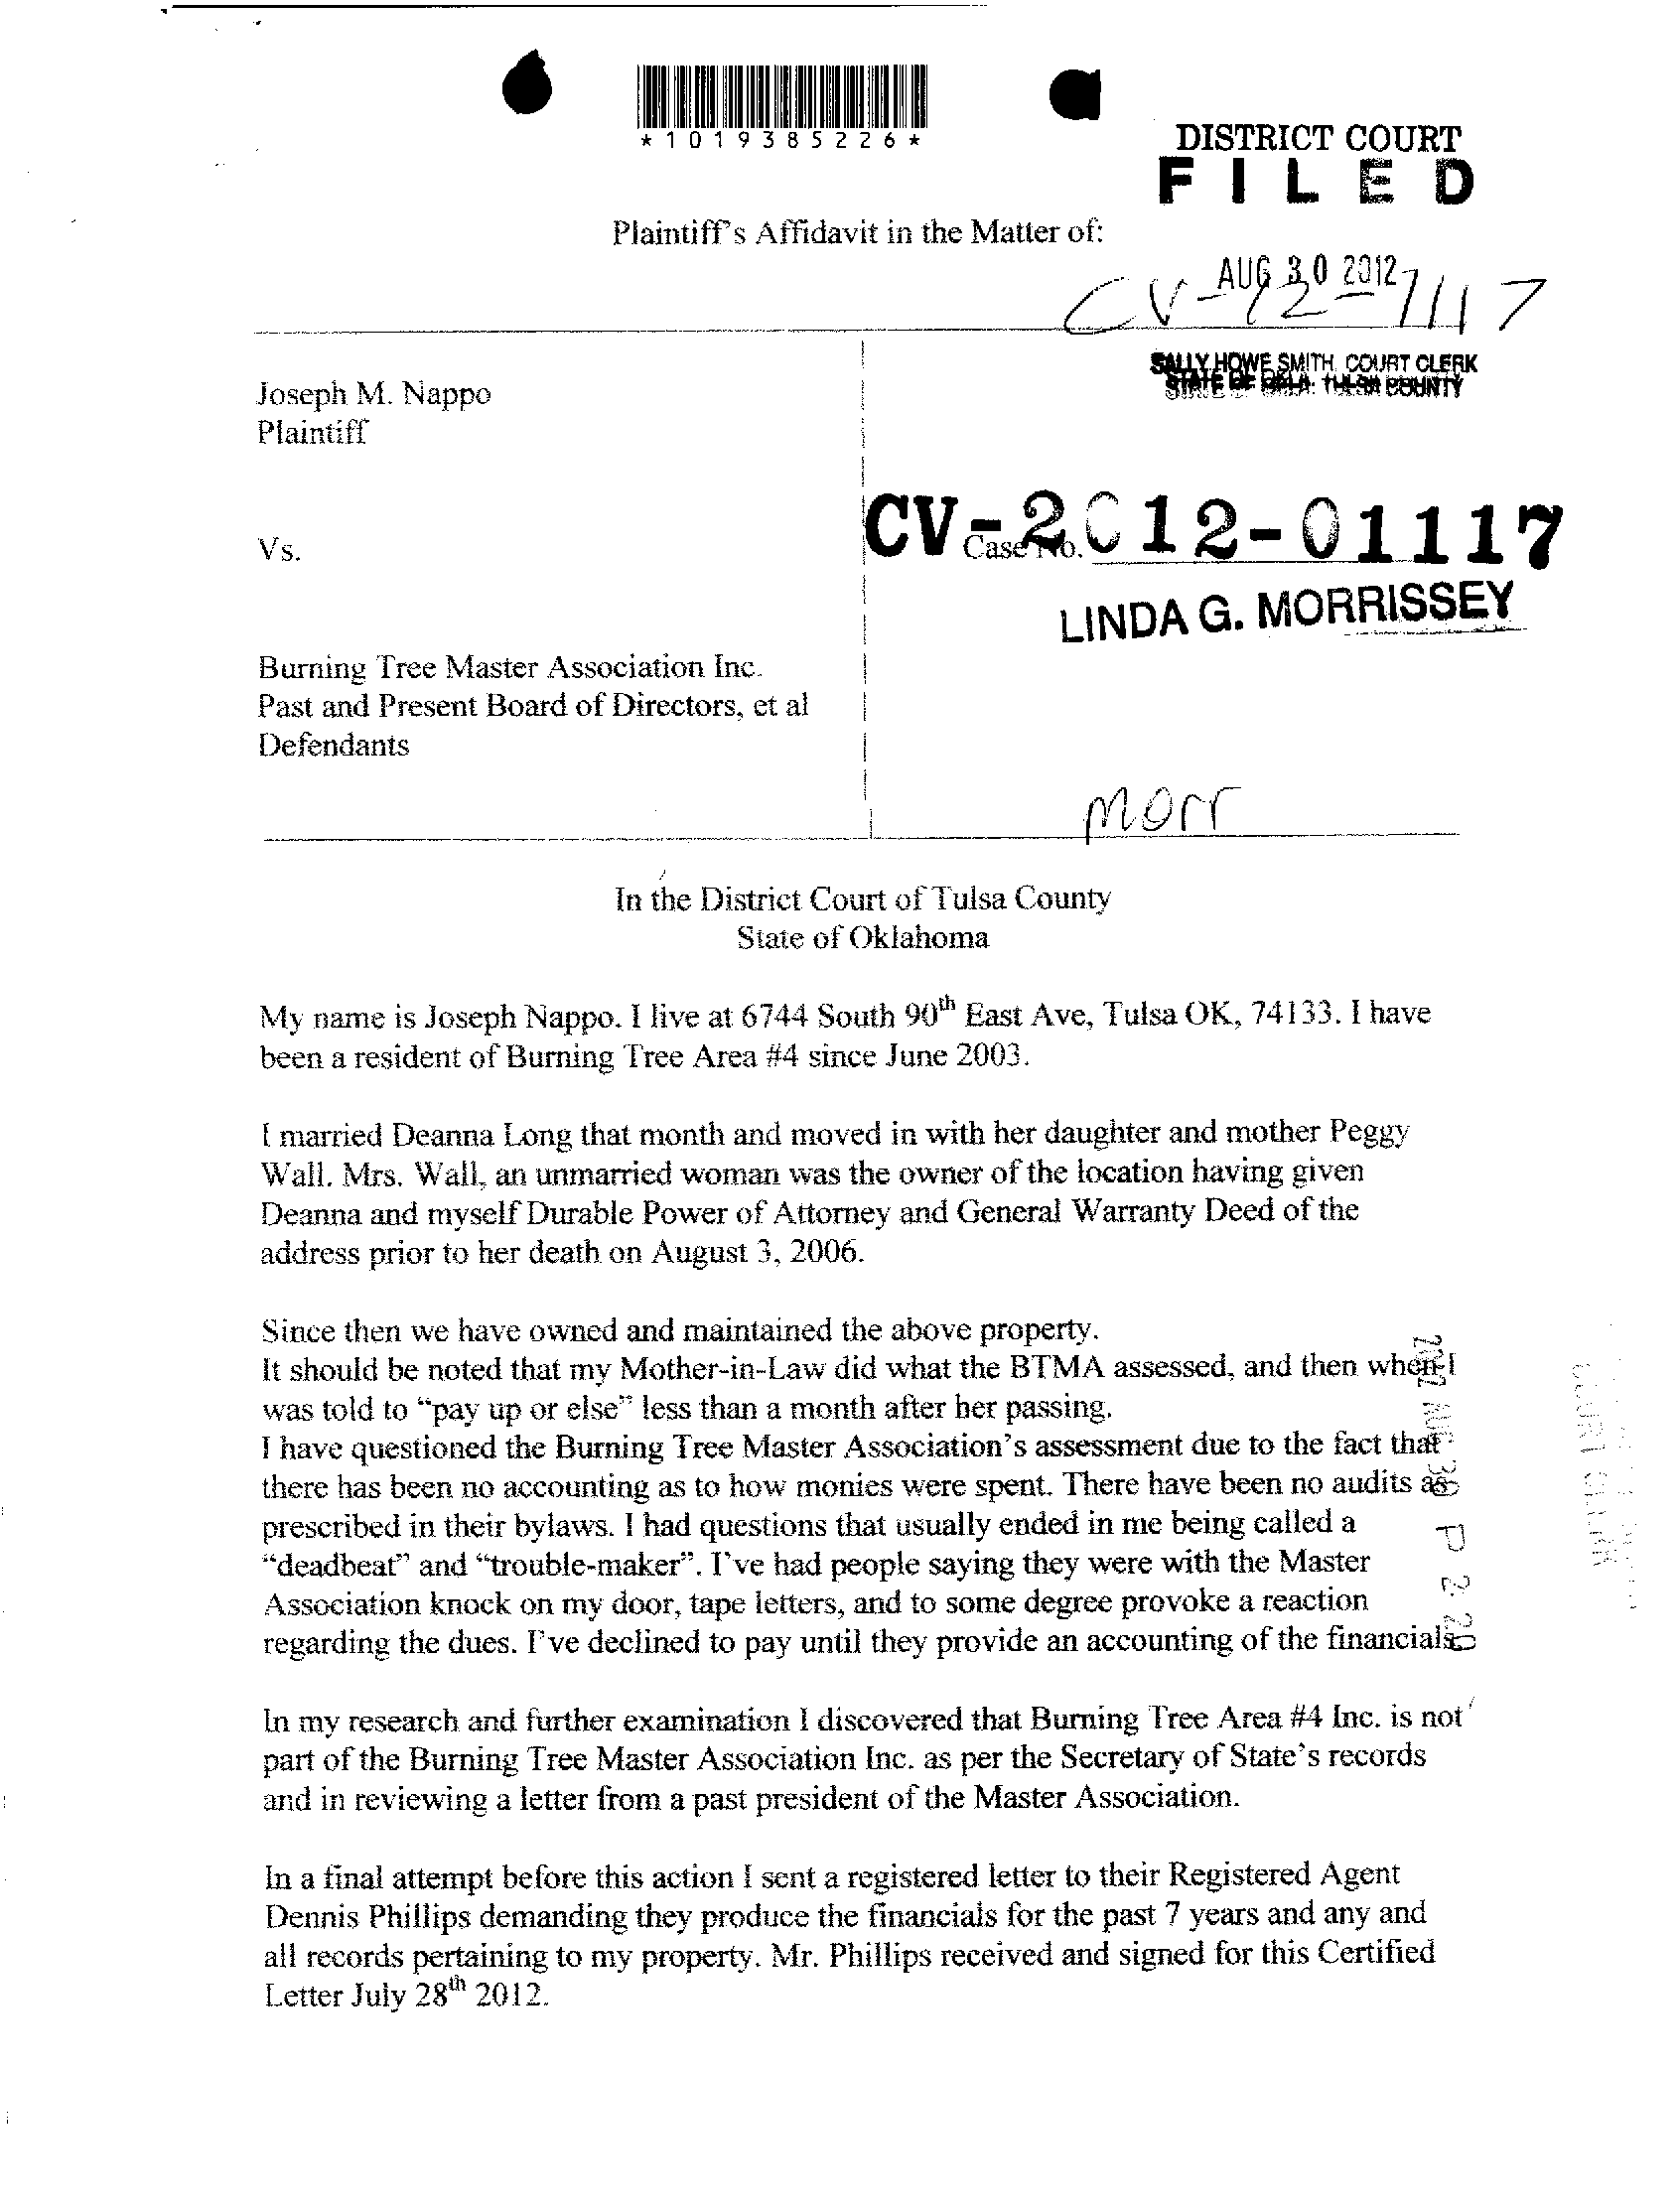 *1019385226*
DISTRICT COURT
FILED
Plaintiff's Affidavit in the Matter of:
AUG 30 2012
CV-12-1117
SALLY HOWE SMITH, COURT CLERK
STATE OF OKLA. TULSA COUNTY
Joseph M. Nappo
Plaintiff
Vs.
CV-2012-01117
Case No.
LINDA G. MORRISSEY
Burning Tree Master Association Inc.
Past and Present Board of Directors, et al
Defendants
Morr
In the District Court of Tulsa County
State of Oklahoma
My name is Joseph Nappo. I live at 6744 South 90th East Ave, Tulsa OK, 74133. I have
been a resident of Burning Tree Area #4 since June 2003.
I married Deanna Long that month and moved in with her daughter and mother Peggy
Wall. Mrs. Wall, an unmarried woman was the owner of the location having given
Deanna and myself Durable Power of Attorney and General Warranty Deed of the
address prior to her death on August 3, 2006.
Since then we have owned and maintained the above property.
It should be noted that my Mother-in-Law did what the BTMA assessed, and then when I
was told to “pay up or else” less than a month after her passing.
I have questioned the Burning Tree Master Association's assessment due to the fact that
there has been no accounting as to how monies were spent. There have been no audits as
prescribed in their bylaws. I had questions that usually ended in me being called a
“deadbeat” and “trouble-maker”. I've had people saying they were with the Master
Association knock on my door, tape letters, and to some degree provoke a reaction
regarding the dues. I've declined to pay until they provide an accounting of the financials
In my research and further examination I discovered that Burning Tree Area #4 Inc. is not
part of the Burning Tree Master Association Inc. as per the Secretary of State's records
and in reviewing a letter from a past president of the Master Association.
In a final attempt before this action I sent a registered letter to their Registered Agent
Dennis Phillips demanding they produce the financials for the past 7 years and any and
all records pertaining to my property. Mr. Phillips received and signed for this Certified
Letter July 28th 2012.